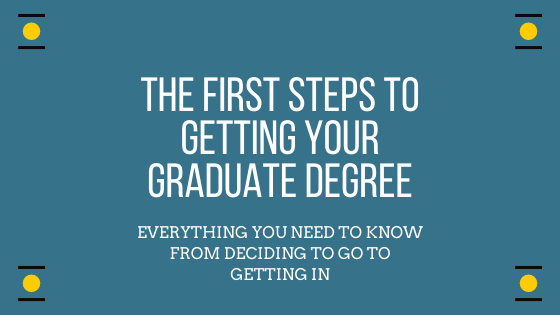 THE FIRST STEPS TO
GETTING YOUR
GRADUATE DEGREE
EVERYTHING YOU NEED TO KNOW
FROM DECIDING TO GO TO
GETTING IN